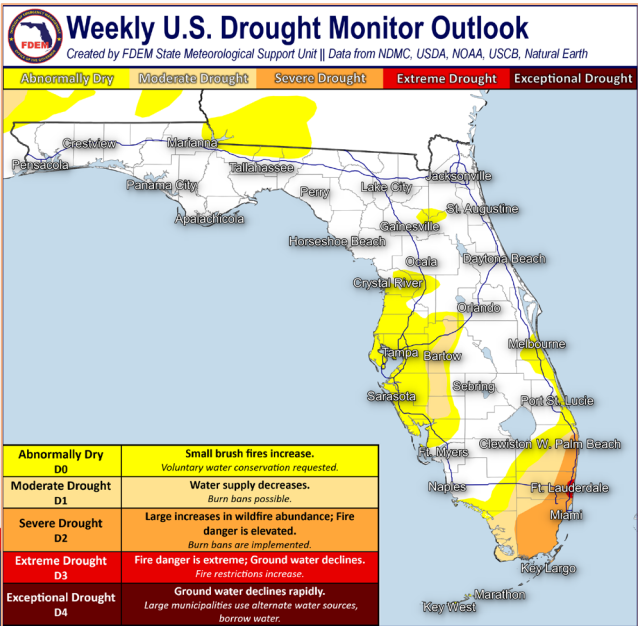 FDEM
Weekly U.S. Drought Monitor Outlook
Created by FDEM State Meteorological Support Unit || Data from NDMC, USDA, NOAA, USCB, Natural Earth
Abnormally Dry Moderate Drought Severe Drought Extreme Drought Exceptional Drought
Crestview
Marianna
Pensacola
Tallahassee
Jacksonville
Panama City
Perry
Lake City
Apalachicola
St. Augustine
Gainesville
Horseshoe Beach
Ocala
Daytona Beach
Crystal River
Orlando
Melbourne
Tampa
Bartow
Sebring
Sarasota
Port St. Lucie
Clewiston
W. Palm Beach
Ft. Myers
Naples
Ft. Lauderdale
Miami
Key Largo
Marathon
Key West
Abnormally Dry
D0
Small brush fires increase.
Voluntary water conservation requested.
Moderate Drought
D1
Water supply decreases.
Burn bans possible.
Severe Drought
D2
Large increases in wildfire abundance; Fire
danger is elevated.
Burn bans are implemented.
Extreme Drought
D3
Fire danger is extreme; Ground water declines.
Fire restrictions increase.
Exceptional Drought
D4
Ground water declines rapidly.
Large municipalities use alternate water sources,
borrow water.